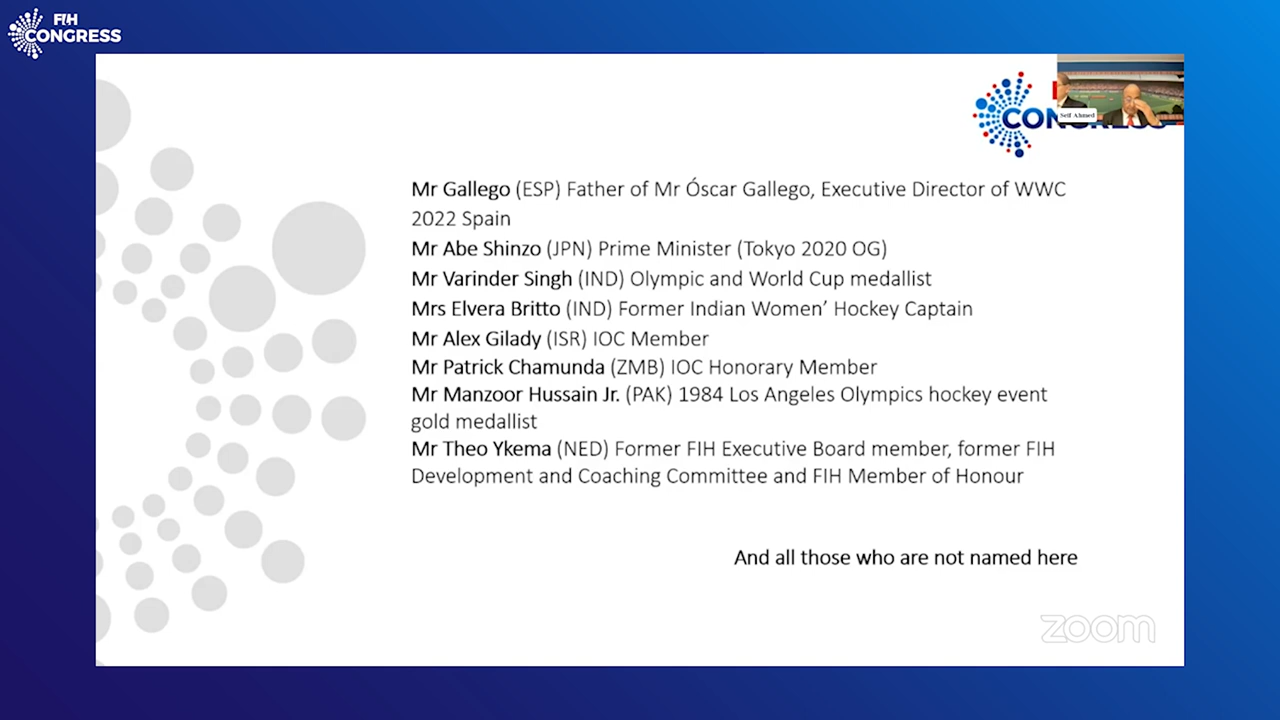 FIH
CONGRESS
CONGRESS
Seif Ahmed
Mr Gallego (ESP) Father of Mr Óscar Gallego, Executive Director of WWC
2022 Spain
Mr Abe Shinzo (JPN) Prime Minister (Tokyo 2020 OG)
Mr Varinder Singh (IND) Olympic and World Cup medallist
Mrs Elvera Britto (IND) Former Indian Women’ Hockey Captain
Mr Alex Gilady (ISR) IOC Member
Mr Patrick Chamunda (ZMB) IOC Honorary Member
Mr Manzoor Hussain Jr. (PAK) 1984 Los Angeles Olympics hockey event
gold medallist
Mr Theo Ykema (NED) Former FIH Executive Board member, former FIH
Development and Coaching Committee and FIH Member of Honour
And all those who are not named here
zoom